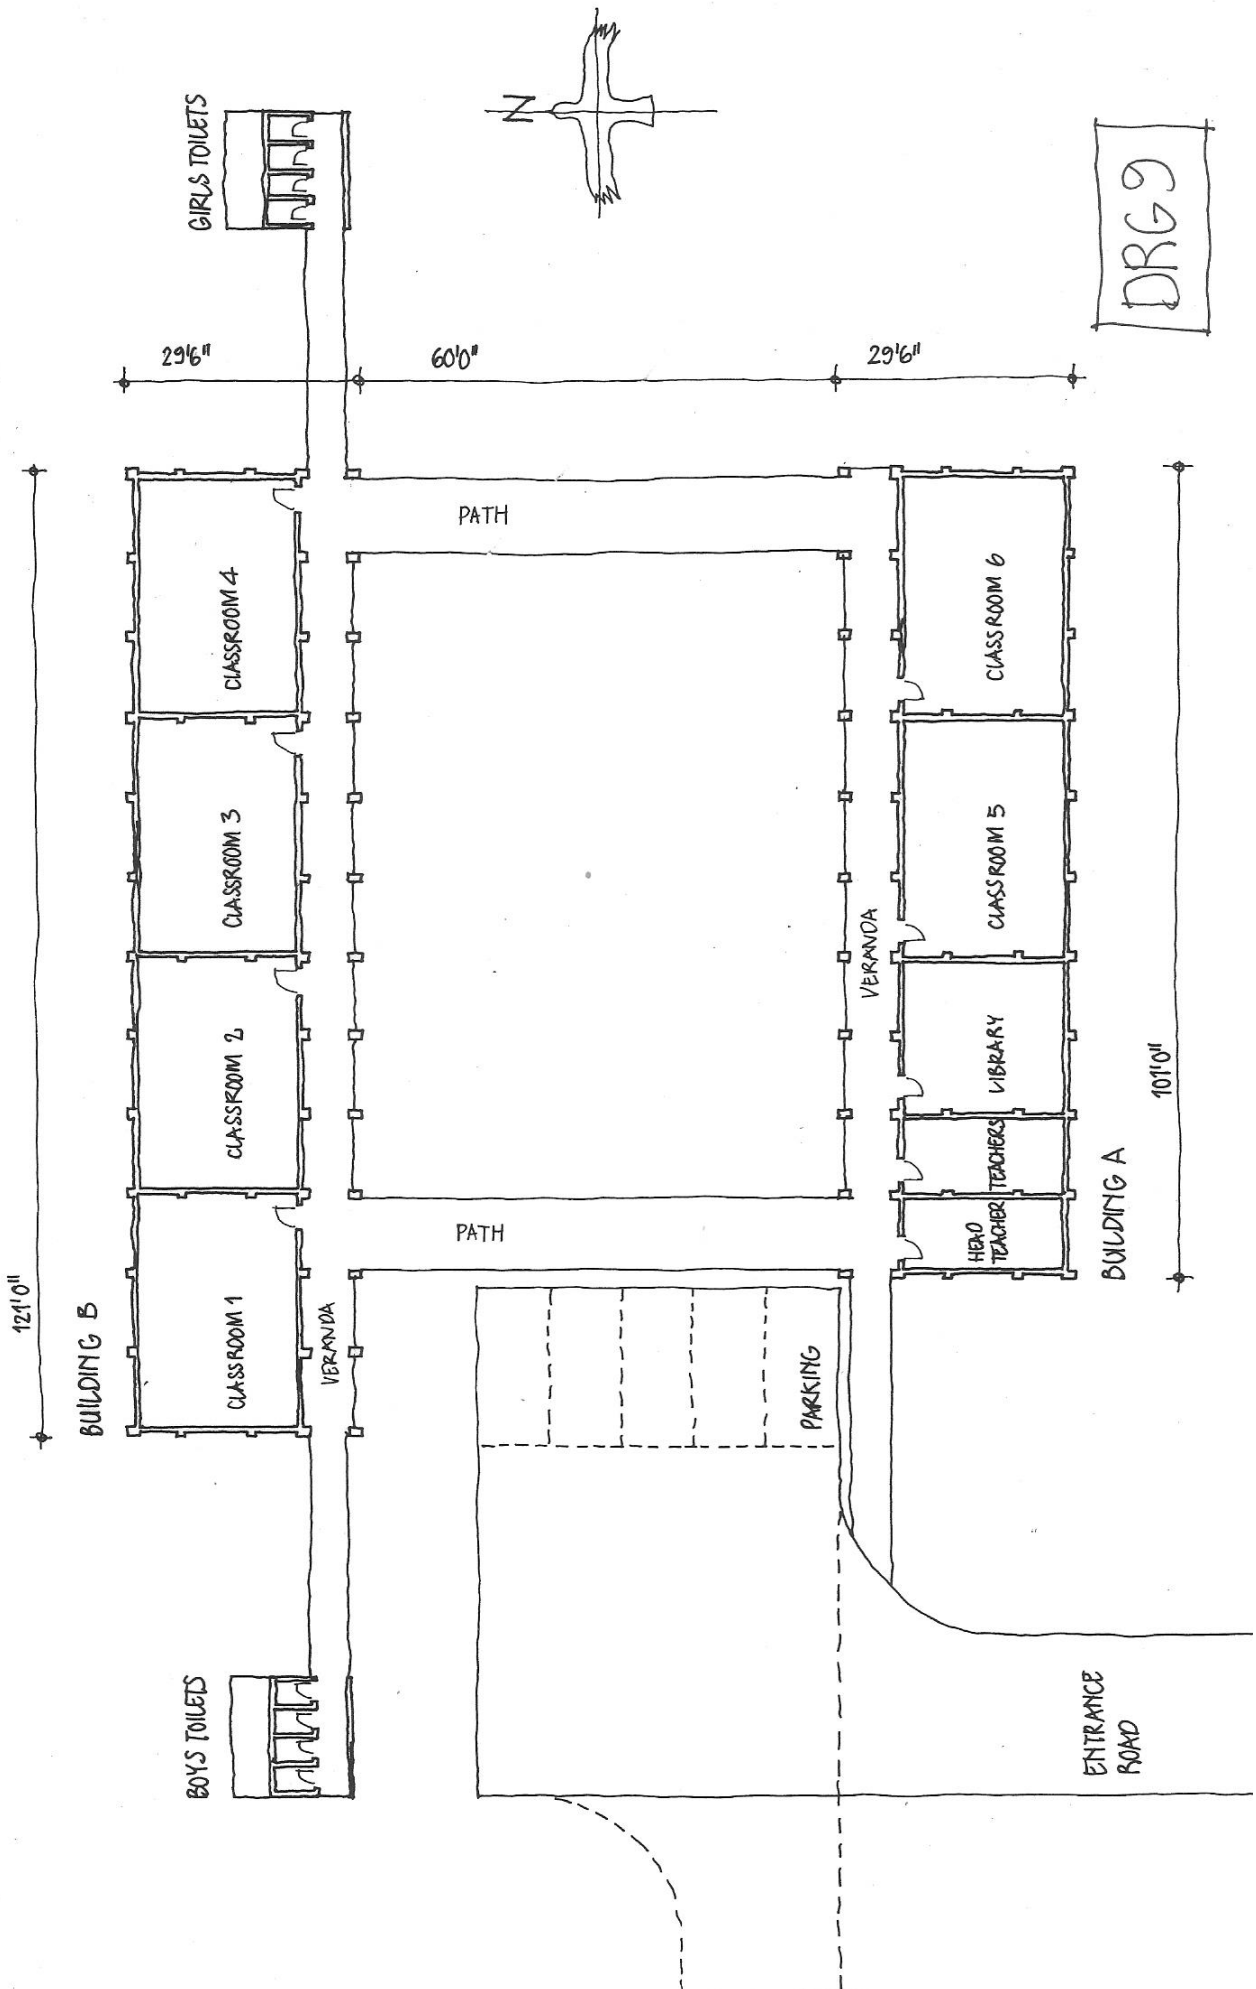 GIRLS TOILETS
N
DRG 9
29'6"
60'0"
29'6"
PATH
CLASSROOM 4
CLASSROOM 6
CLASSROOM 3
CLASSROOM 5
VERANDA
CLASSROOM 2
LIBRARY
101'0"
TEACHERS
HEAD
TEACHER
BUILDING A
PATH
121'0"
BUILDING B
CLASSROOM 1
VERANDA
PARKING
BOYS TOILETS
ENTRANCE
ROAD